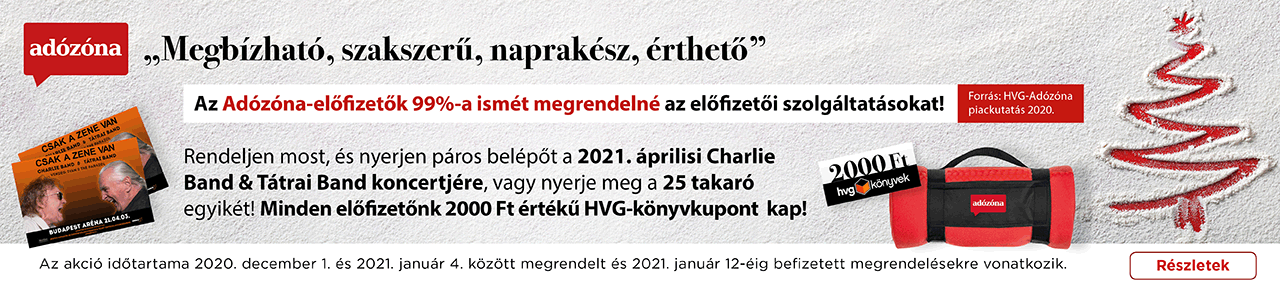 adózóna
„Megbízható, szakszerű, naprakész, érthető”
Az Adózóna-előfizetők 99%-a ismét megrendelné az előfizetői szolgáltatásokat!
Forrás: HVG-Adózóna
piackutatás 2020.
CSAK A ZENE VAN
CSAK A ZENE VAN
CHARLIE BAND & TÁTRAI BAND
BUDAPEST ARÉNA 21.04.03.
Rendeljen most, és nyerjen páros belépőt a 2021. áprilisi Charlie
Band & Tátrai Band koncertjére, vagy nyerje meg a 25 takaró
egyikét! Minden előfizetőnk 2000 Ft értékű HVG-könyvkupont kap!
2000 Ft
hvg könyvek
adózóna
Az akció időtartama 2020. december 1. és 2021. január 4. között megrendelt és 2021. január 12-éig befizetett megrendelésekre vonatkozik.
Részletek